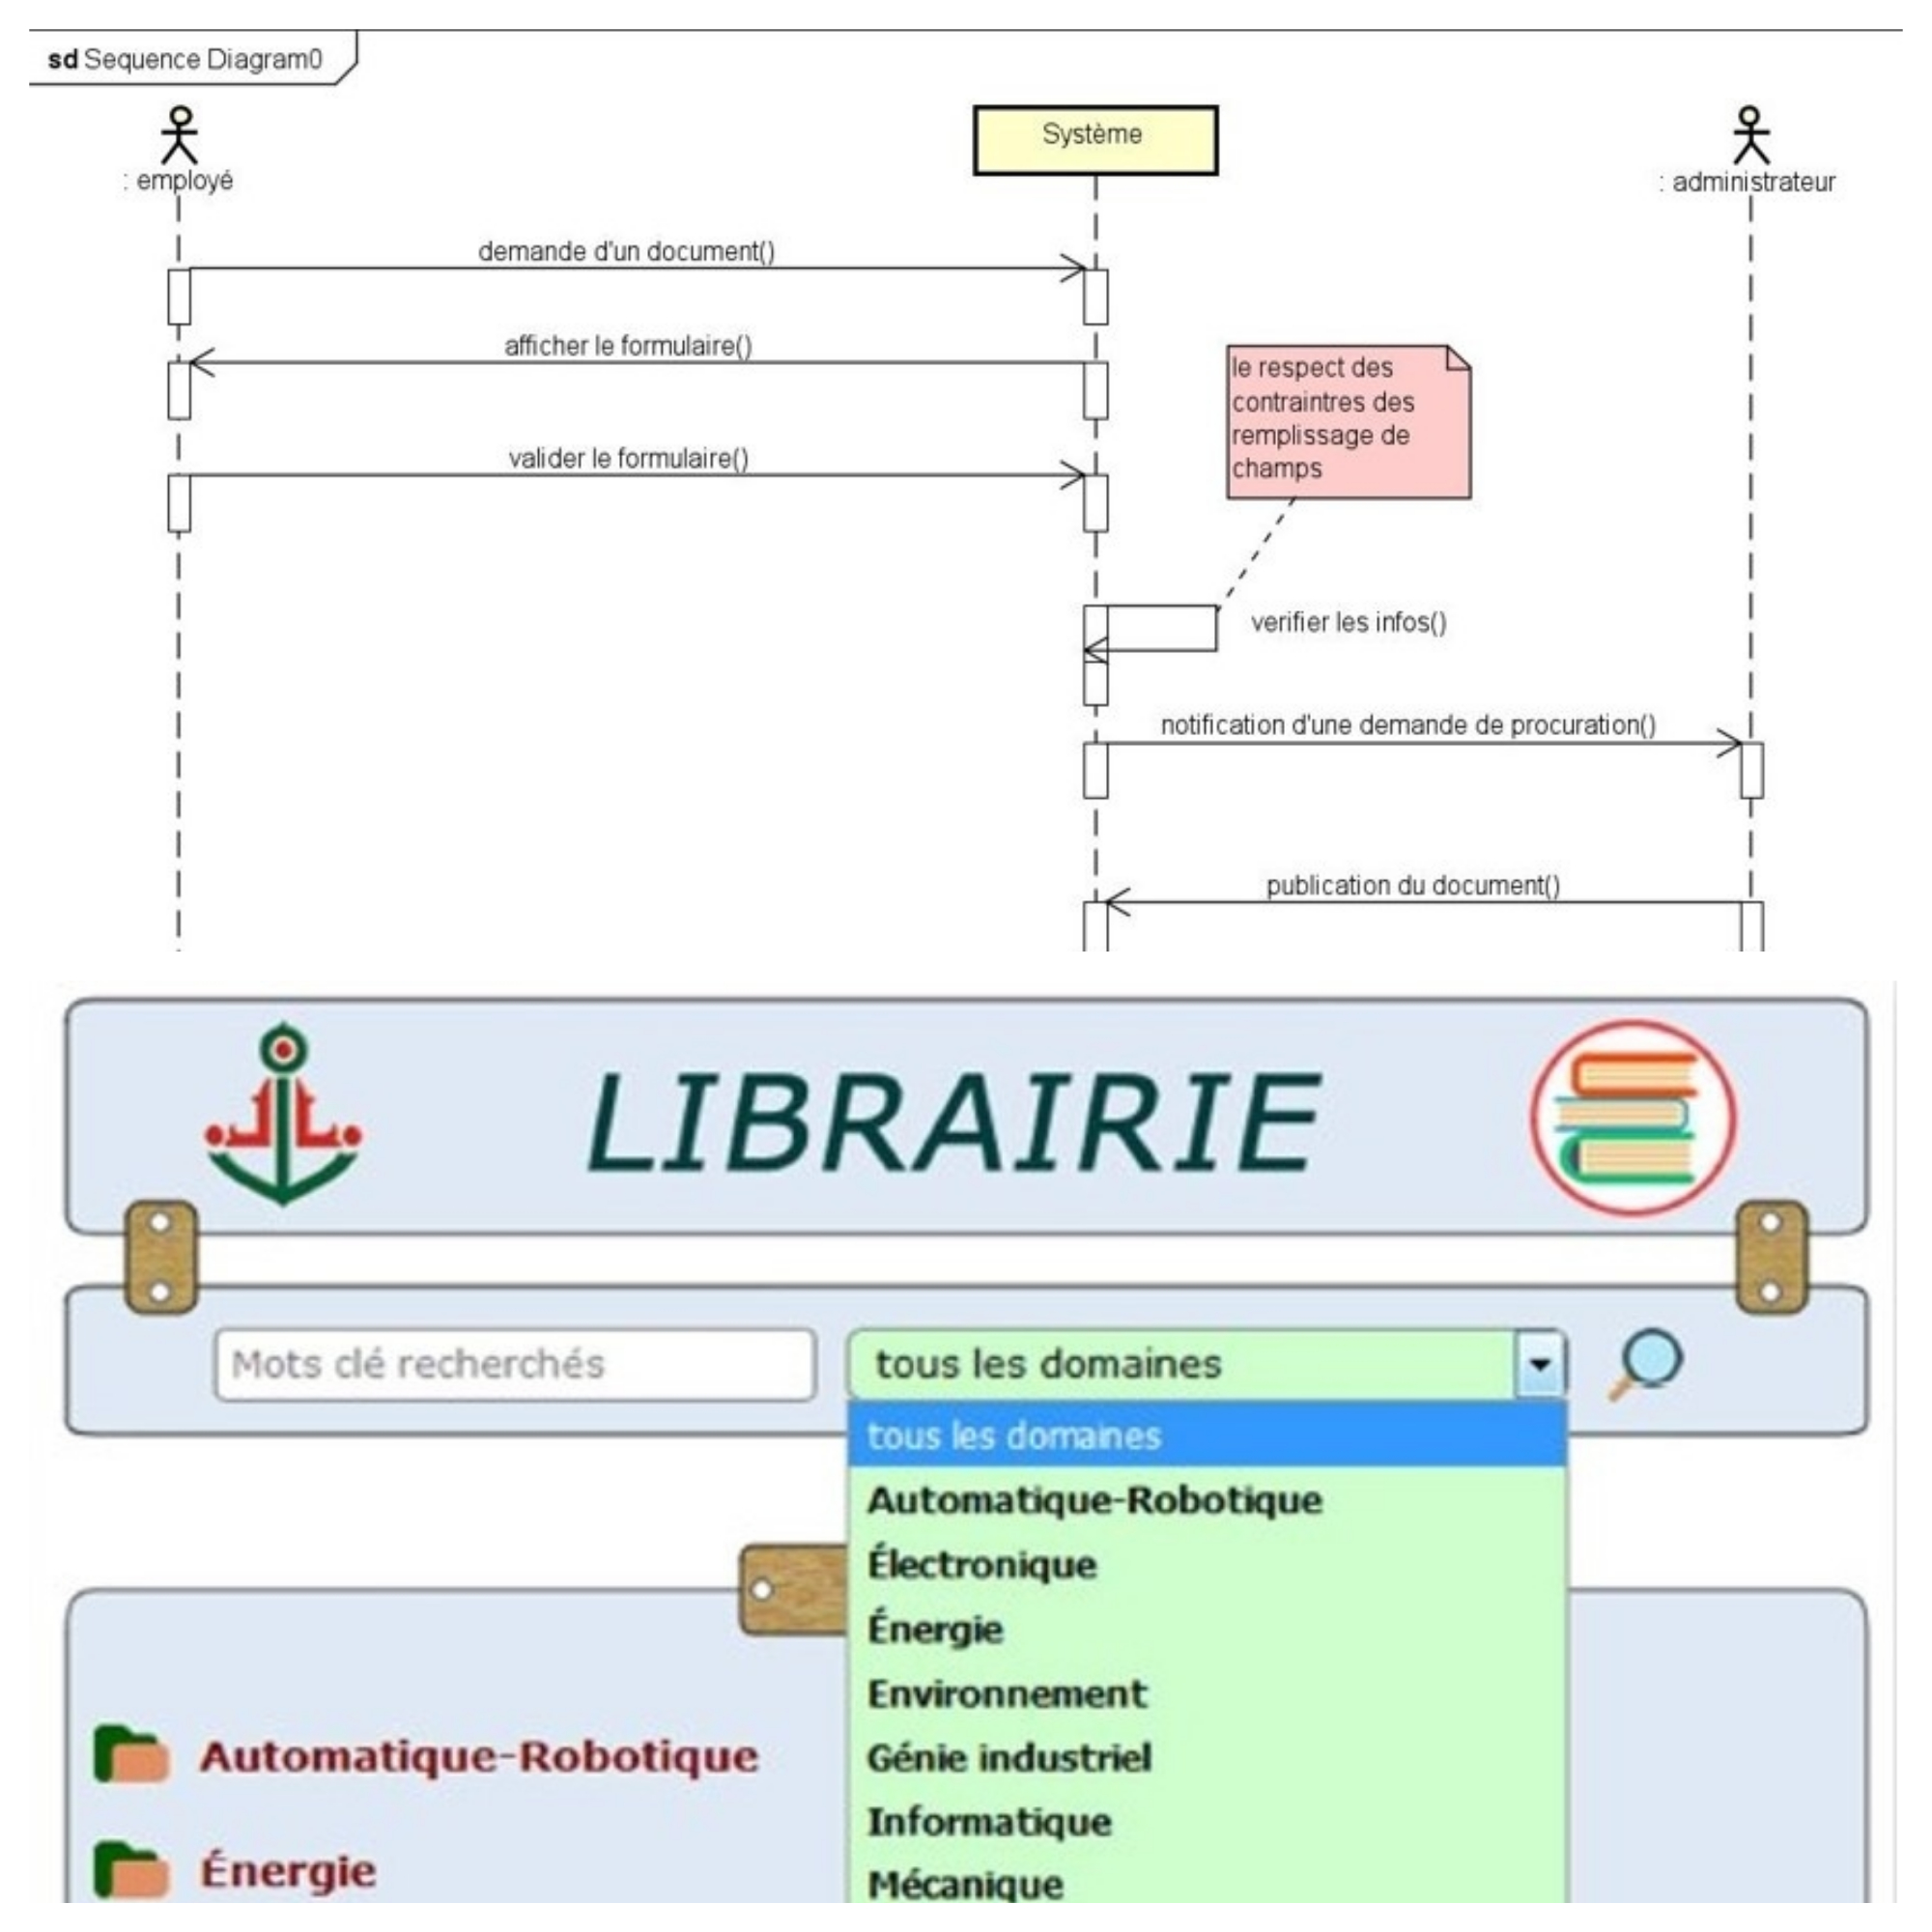 sd Sequence Diagram0
: employé
Système
: administrateur
demande d'un document()
afficher le formulaire()
le respect des
contraintres des
remplissage de
champs
valider le formulaire()
verifier les infos()
notification d'une demande de procuration()
publication du document()
LIBRAIRIE
Mots clé recherchés
tous les domaines
tous les domaines
Automatique-Robotique
Électronique
Énergie
Environnement
Génie industriel
Informatique
Mécanique
Automatique-Robotique
Énergie